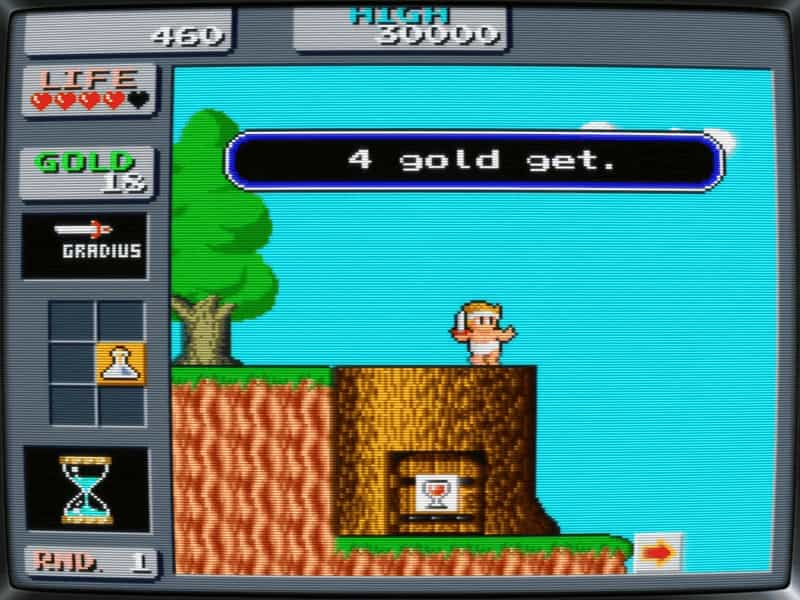 460
HIGH
30000
LIFE
GOLD
18
4 gold get.
GRADIUS
RND. 1